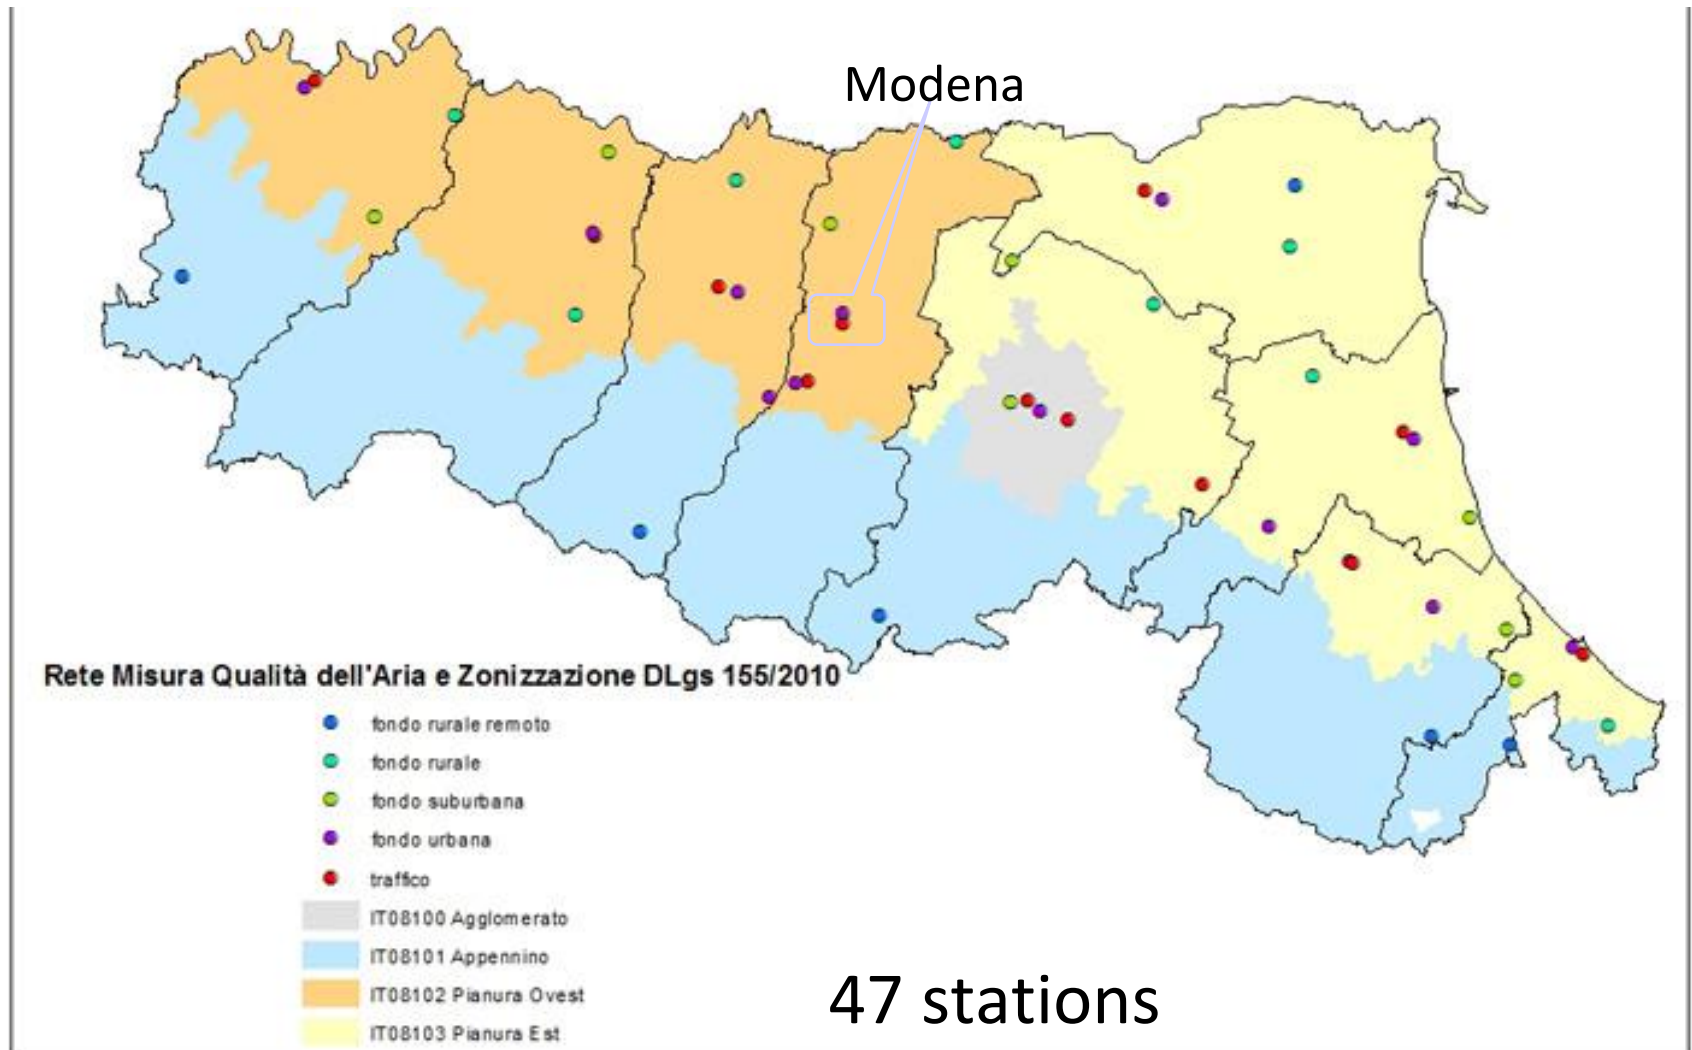 Modena
Rete Misura Qualità dell'Aria e Zonizzazione DLgs 155/2010
fondo rurale remoto
fondo rurale
fondo suburbana
fondo urbana
traffico
IT08100 Agglomerato
IT08101 Appennino
IT08102 Pianura Ovest
IT08103 Pianura Est
47 stations